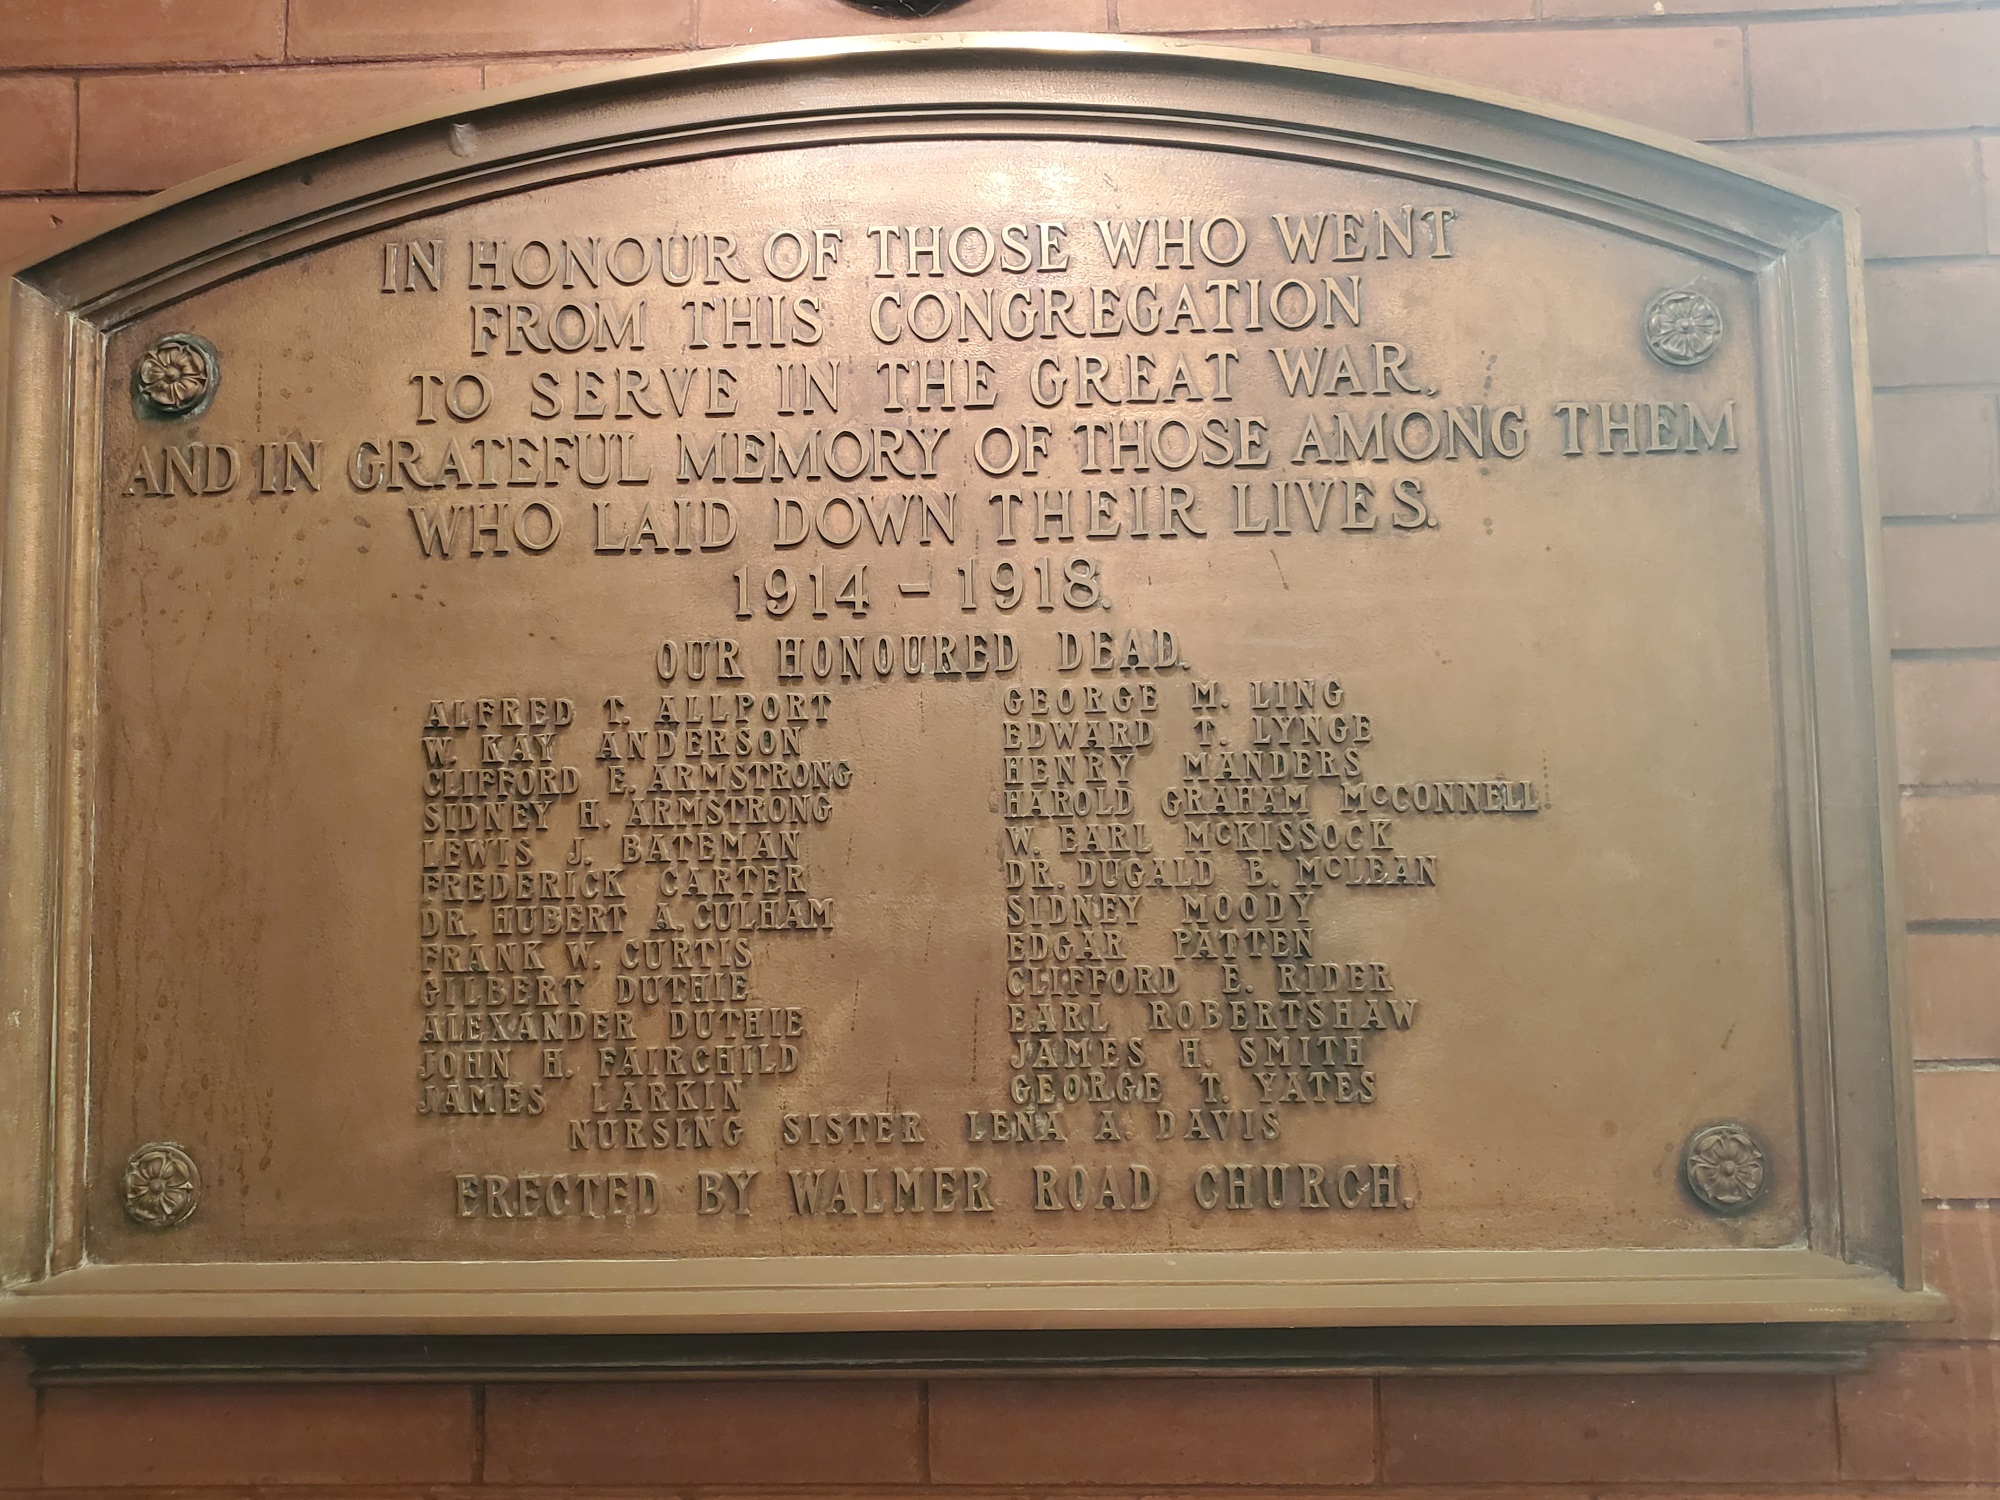 IN HONOUR OF THOSE WHO WENT
FROM THIS CONGREGATION
TO SERVE IN THE GREAT WAR,
AND IN GRATEFUL MEMORY OF THOSE AMONG THEM
WHO LAID DOWN THEIR LIVES.
1914 - 1918.
OUR HONOURED DEAD.
ALFRED T. ALLPORT
W. KAY ANDERSON
CLIFFORD E. ARMSTRONG
SIDNEY H. ARMSTRONG
LEWIS J. BATEMAN
FREDERICK CARTER
DR. HUBERT A. CULHAM
FRANK W. CURTIS
GILBERT DUTHIE
ALEXANDER DUTHIE
JOHN H. FAIRCHILD
JAMES LARKIN
GEORGE M. LING
EDWARD T. LYNGE
HENRY MANDERS
HAROLD GRAHAM McCONNELL
W. EARL McKISSOCK
DR. DUGALD B. McLEAN
SIDNEY MOODY
EDGAR PATTEN
CLIFFORD E. RIDER
EARL ROBERTSHAW
JAMES H. SMITH
GEORGE T. YATES
NURSING SISTER LENA A. DAVIS
ERECTED BY WALMER ROAD CHURCH.